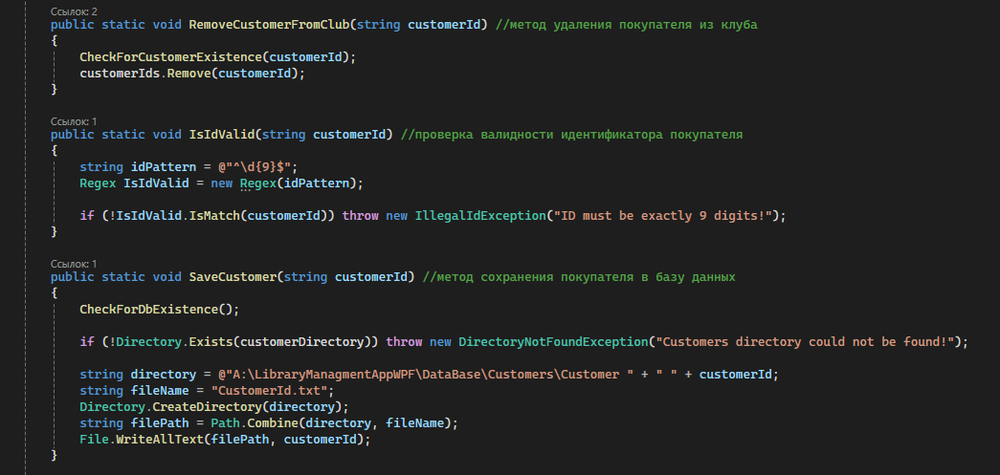 Ссылок: 2
public static void RemoveCustomerFromClub(string customerId) //метод удаления покупателя из клуба
{
CheckForCustomerExistence(customerId);
customerIds.Remove(customerId);
}
Ссылок: 1
public static void IsIdValid(string customerId) //проверка валидности идентификатора покупателя
{
string idPattern = @"^\d{9}$";
Regex IsIdValid = new Regex(idPattern);
if (!IsIdValid.IsMatch(customerId)) throw new IllegalIdException("ID must be exactly 9 digits!");
}
Ссылок: 1
public static void SaveCustomer(string customerId) //метод сохранения покупателя в базу данных
{
CheckForDbExistence();
if (!Directory.Exists(customerDirectory)) throw new DirectoryNotFoundException("Customers directory could not be found!");
string directory = @"A:\LibraryManagmentAppWPF\DataBase\Customers\Customer " + " " + customerId;
string fileName = "CustomerId.txt";
Directory.CreateDirectory(directory);
string filePath = Path.Combine(directory, fileName);
File.WriteAllText(filePath, customerId);
}